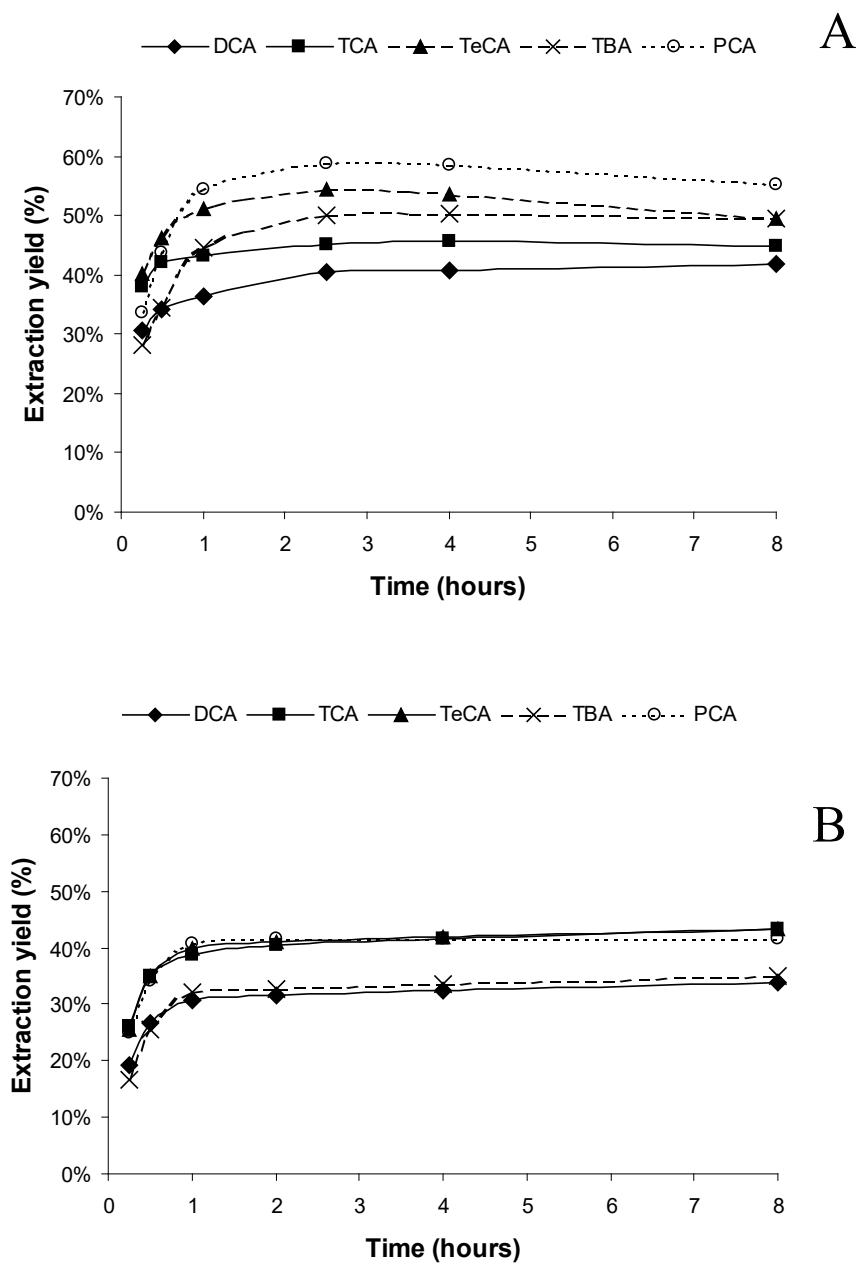 A
DCA TCA TeCA TBA PCA
70%
60%
50%
40%
30%
20%
10%
0%
Extraction yield (%)
0 1 2 3 4 5 6 7 8
Time (hours)
DCA TCA TeCA TBA PCA
B
70%
60%
50%
40%
30%
20%
10%
0%
Extraction yield (%)
0 1 2 3 4 5 6 7 8
Time (hours)